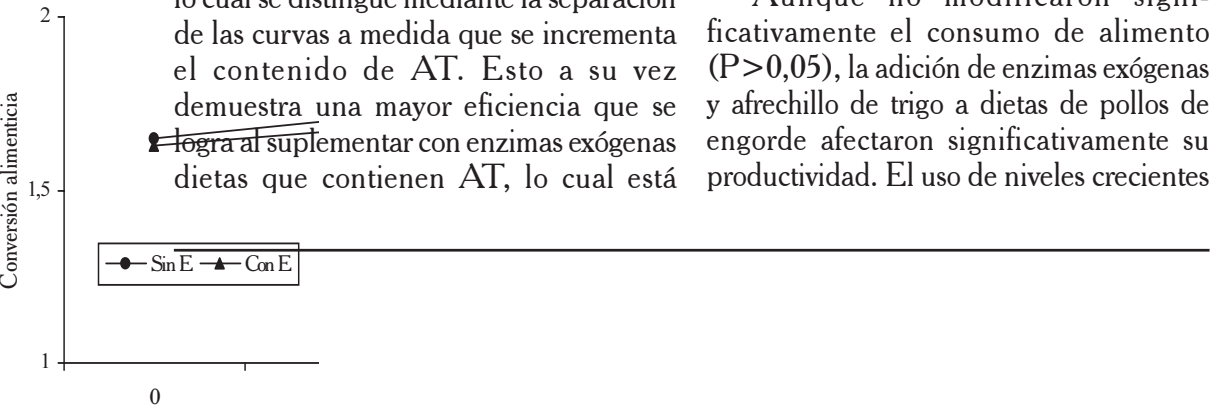 2
1,5
1
0
Conversión alimenticia
Sin E
Con E
lo cual se distingue mediante la separación
de las curvas a medida que se incrementa
el contenido de AT. Esto a su vez
demuestra una mayor eficiencia que se
logra al suplementar con enzimas exógenas
dietas que contienen AT, lo cual está
Aunque no modificaron signi-
ficativamente el consumo de alimento
(P>0,05), la adición de enzimas exógenas
y afrechillo de trigo a dietas de pollos de
engorde afectaron significativamente su
productividad. El uso de niveles crecientes